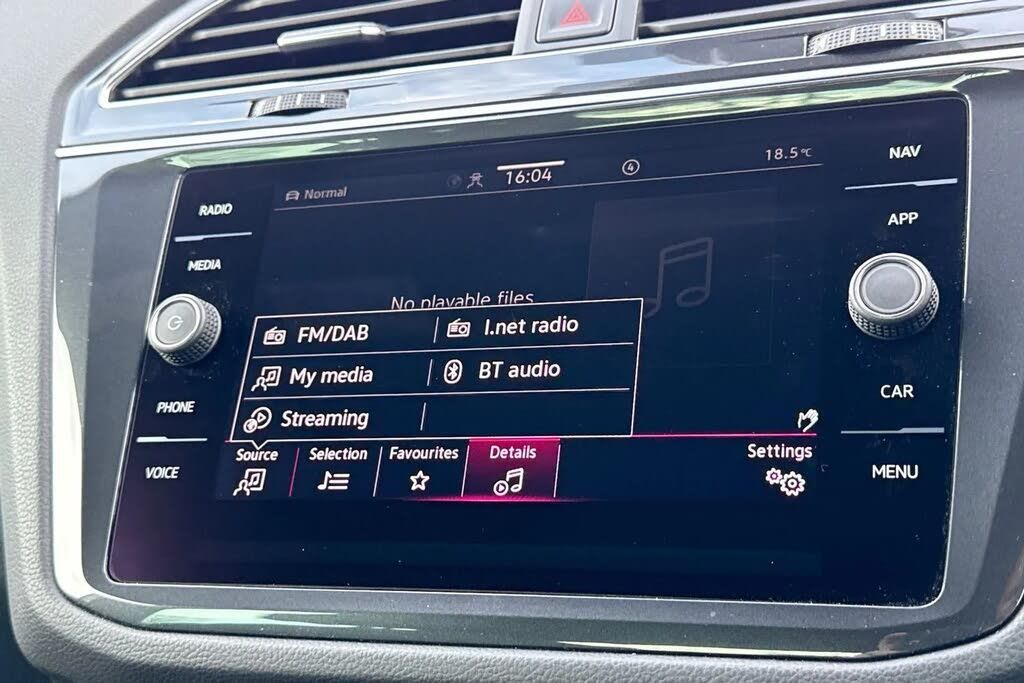 RADIO
MEDIA
PHONE
VOICE
Normal
16:04
4
18.5°C
No playable files
FM/DAB
I.net radio
My media
BT audio
Streaming
Source
Selection
Favourites
Details
Settings
NAV
APP
CAR
MENU